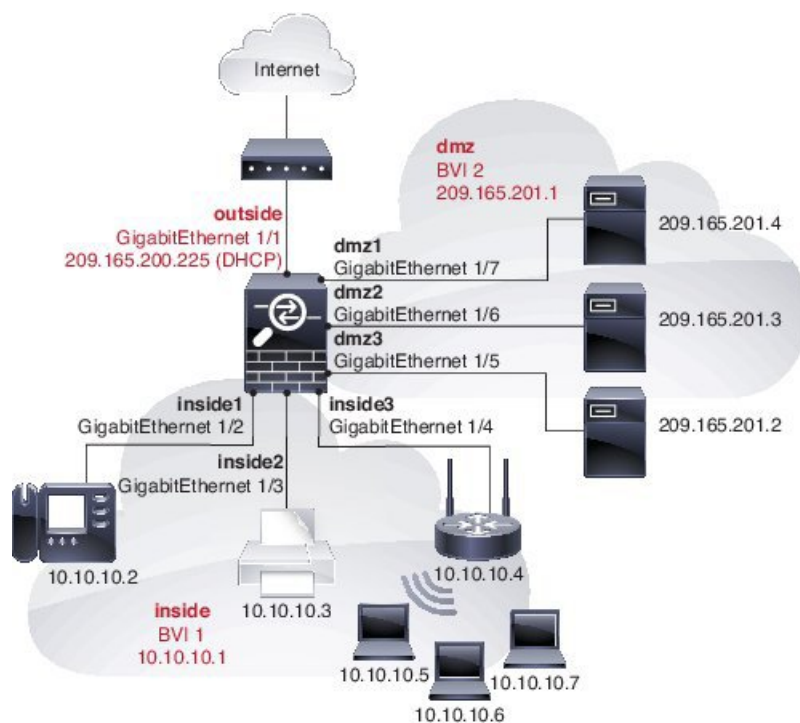 Internet
outside
GigabitEthernet 1/1
209.165.200.225 (DHCP)
dmz
BVI 2
209.165.201.1
dmz1
GigabitEthernet 1/7
209.165.201.4
dmz2
GigabitEthernet 1/6
209.165.201.3
dmz3
GigabitEthernet 1/5
209.165.201.2
inside1
GigabitEthernet 1/2
inside2
GigabitEthernet 1/3
inside3
GigabitEthernet 1/4
10.10.10.2
10.10.10.3
10.10.10.4
inside
BVI 1
10.10.10.1
10.10.10.5
10.10.10.6
10.10.10.7